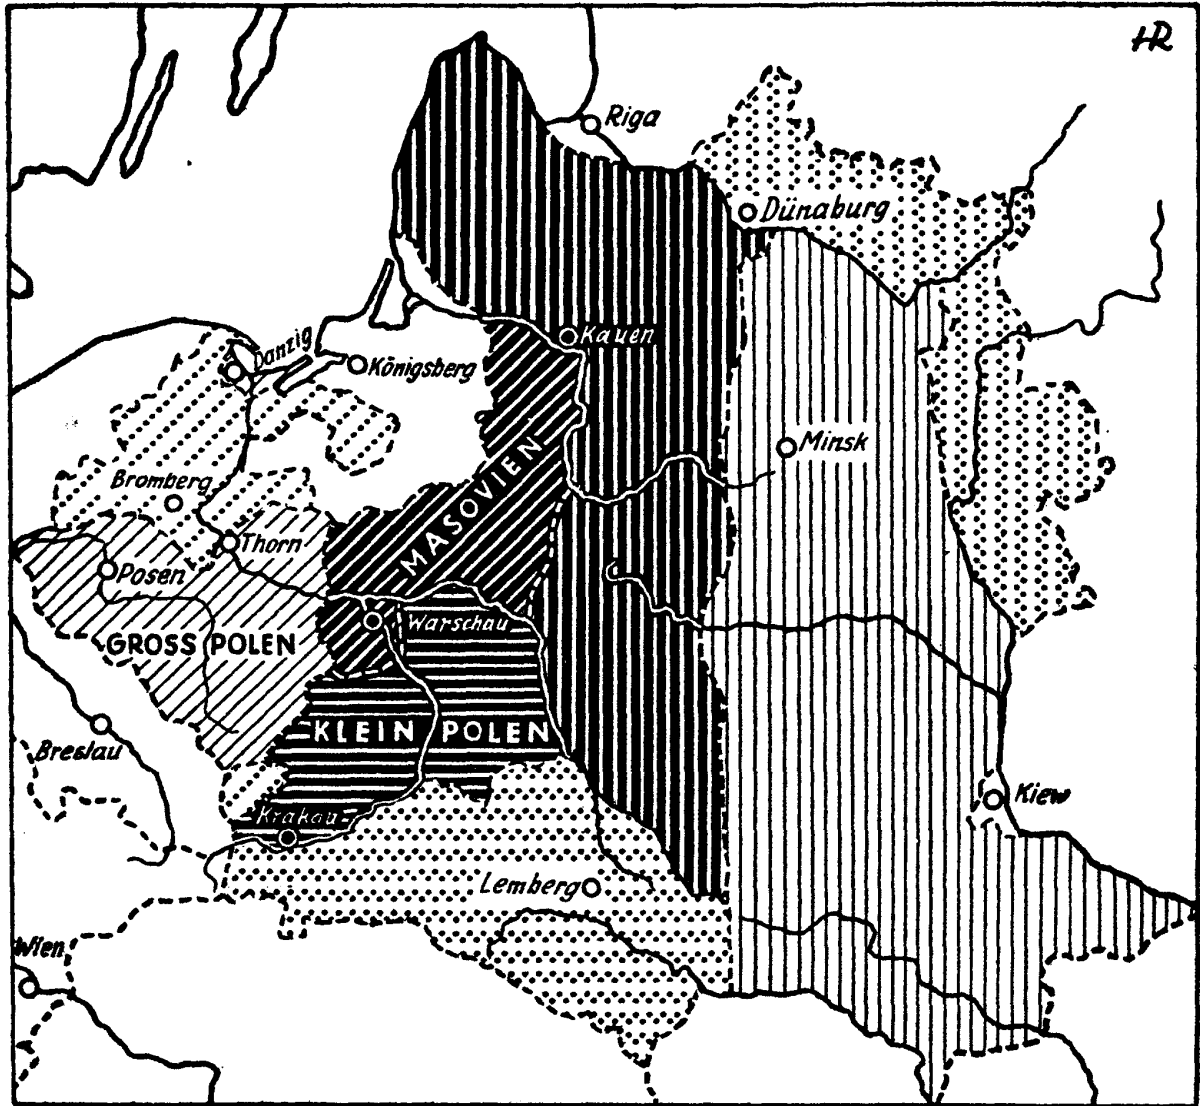 HR
Riga
Dünaburg
Danzig
Kauen
Königsberg
Minsk
MASOVIEN
Bromberg
Thorn
Posen
GROSS POLEN
Warschau
KLEIN POLEN
Breslau
Kiew
Krakau
Lemberg
Wien